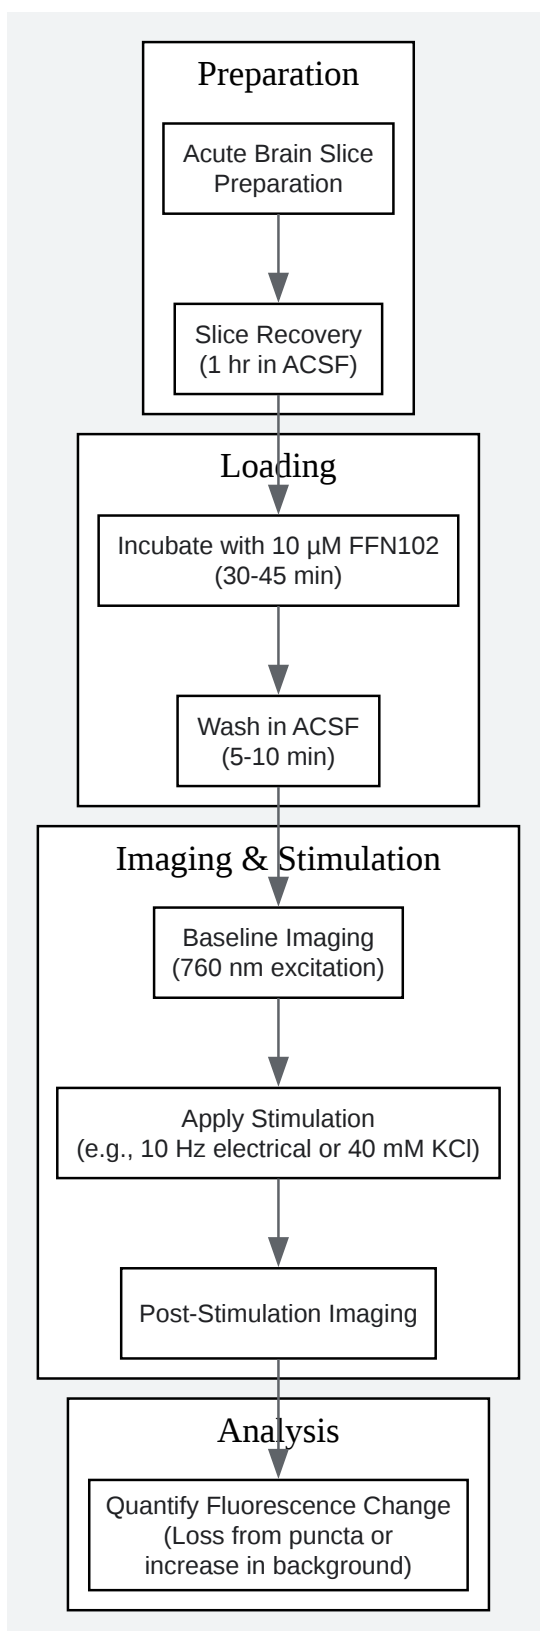 Preparation
Acute Brain Slice
Preparation
Slice Recovery
(1 hr in ACSF)
Loading
Incubate with 10 µM FFN102
(30-45 min)
Wash in ACSF
(5-10 min)
Imaging & Stimulation
Baseline Imaging
(760 nm excitation)
Apply Stimulation
(e.g., 10 Hz electrical or 40 mM KCl)
Post-Stimulation Imaging
Analysis
Quantify Fluorescence Change
(Loss from puncta or
increase in background)